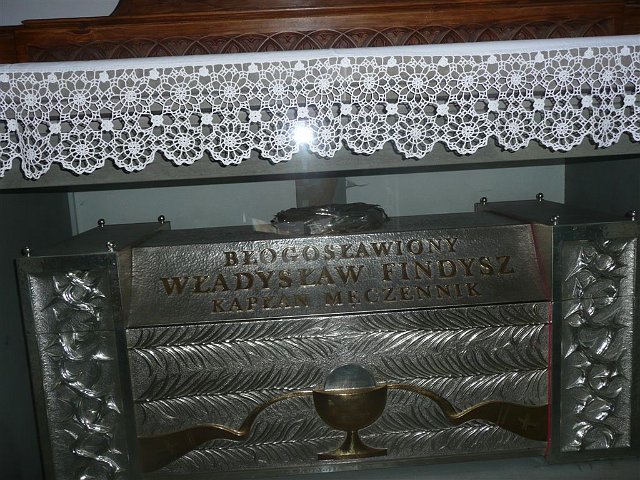 BŁOGOSŁAWIONY
WŁADYSŁAW FINDYSZ
KAPŁAN MĘCZENNIK